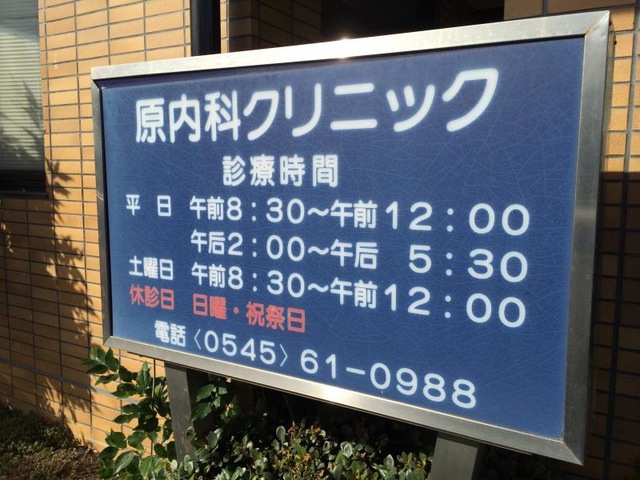 原内科クリニック
診療時間
平日 午前8:30～午前12:00
午后2:00～午后 5:30
土曜日 午前8:30～午前12:00
休診日 日曜・祝祭日
電話〈0545〉61-0988